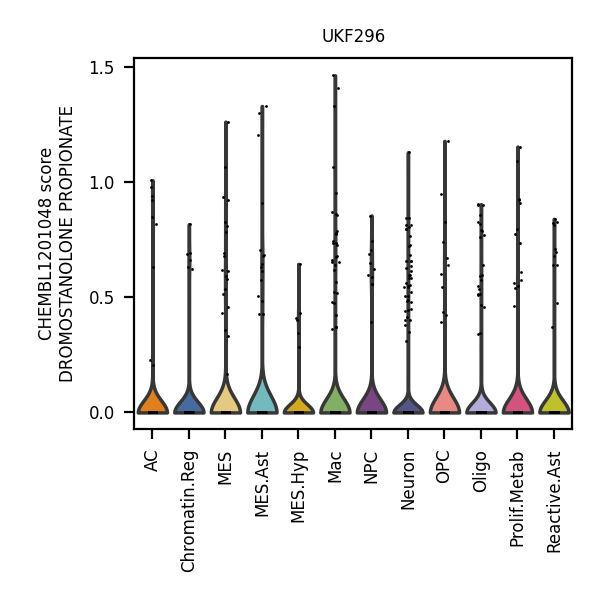 UKF296
CHEMBL1201048 score
DROMOSTANOLONE PROPIONATE
1.5
1.0
0.5
0.0
AC
Chromatin.Reg
MES
MES.Ast
MES.Hyp
Mac
NPC
Neuron
OPC
Oligo
Prolif.Metab
Reactive.Ast